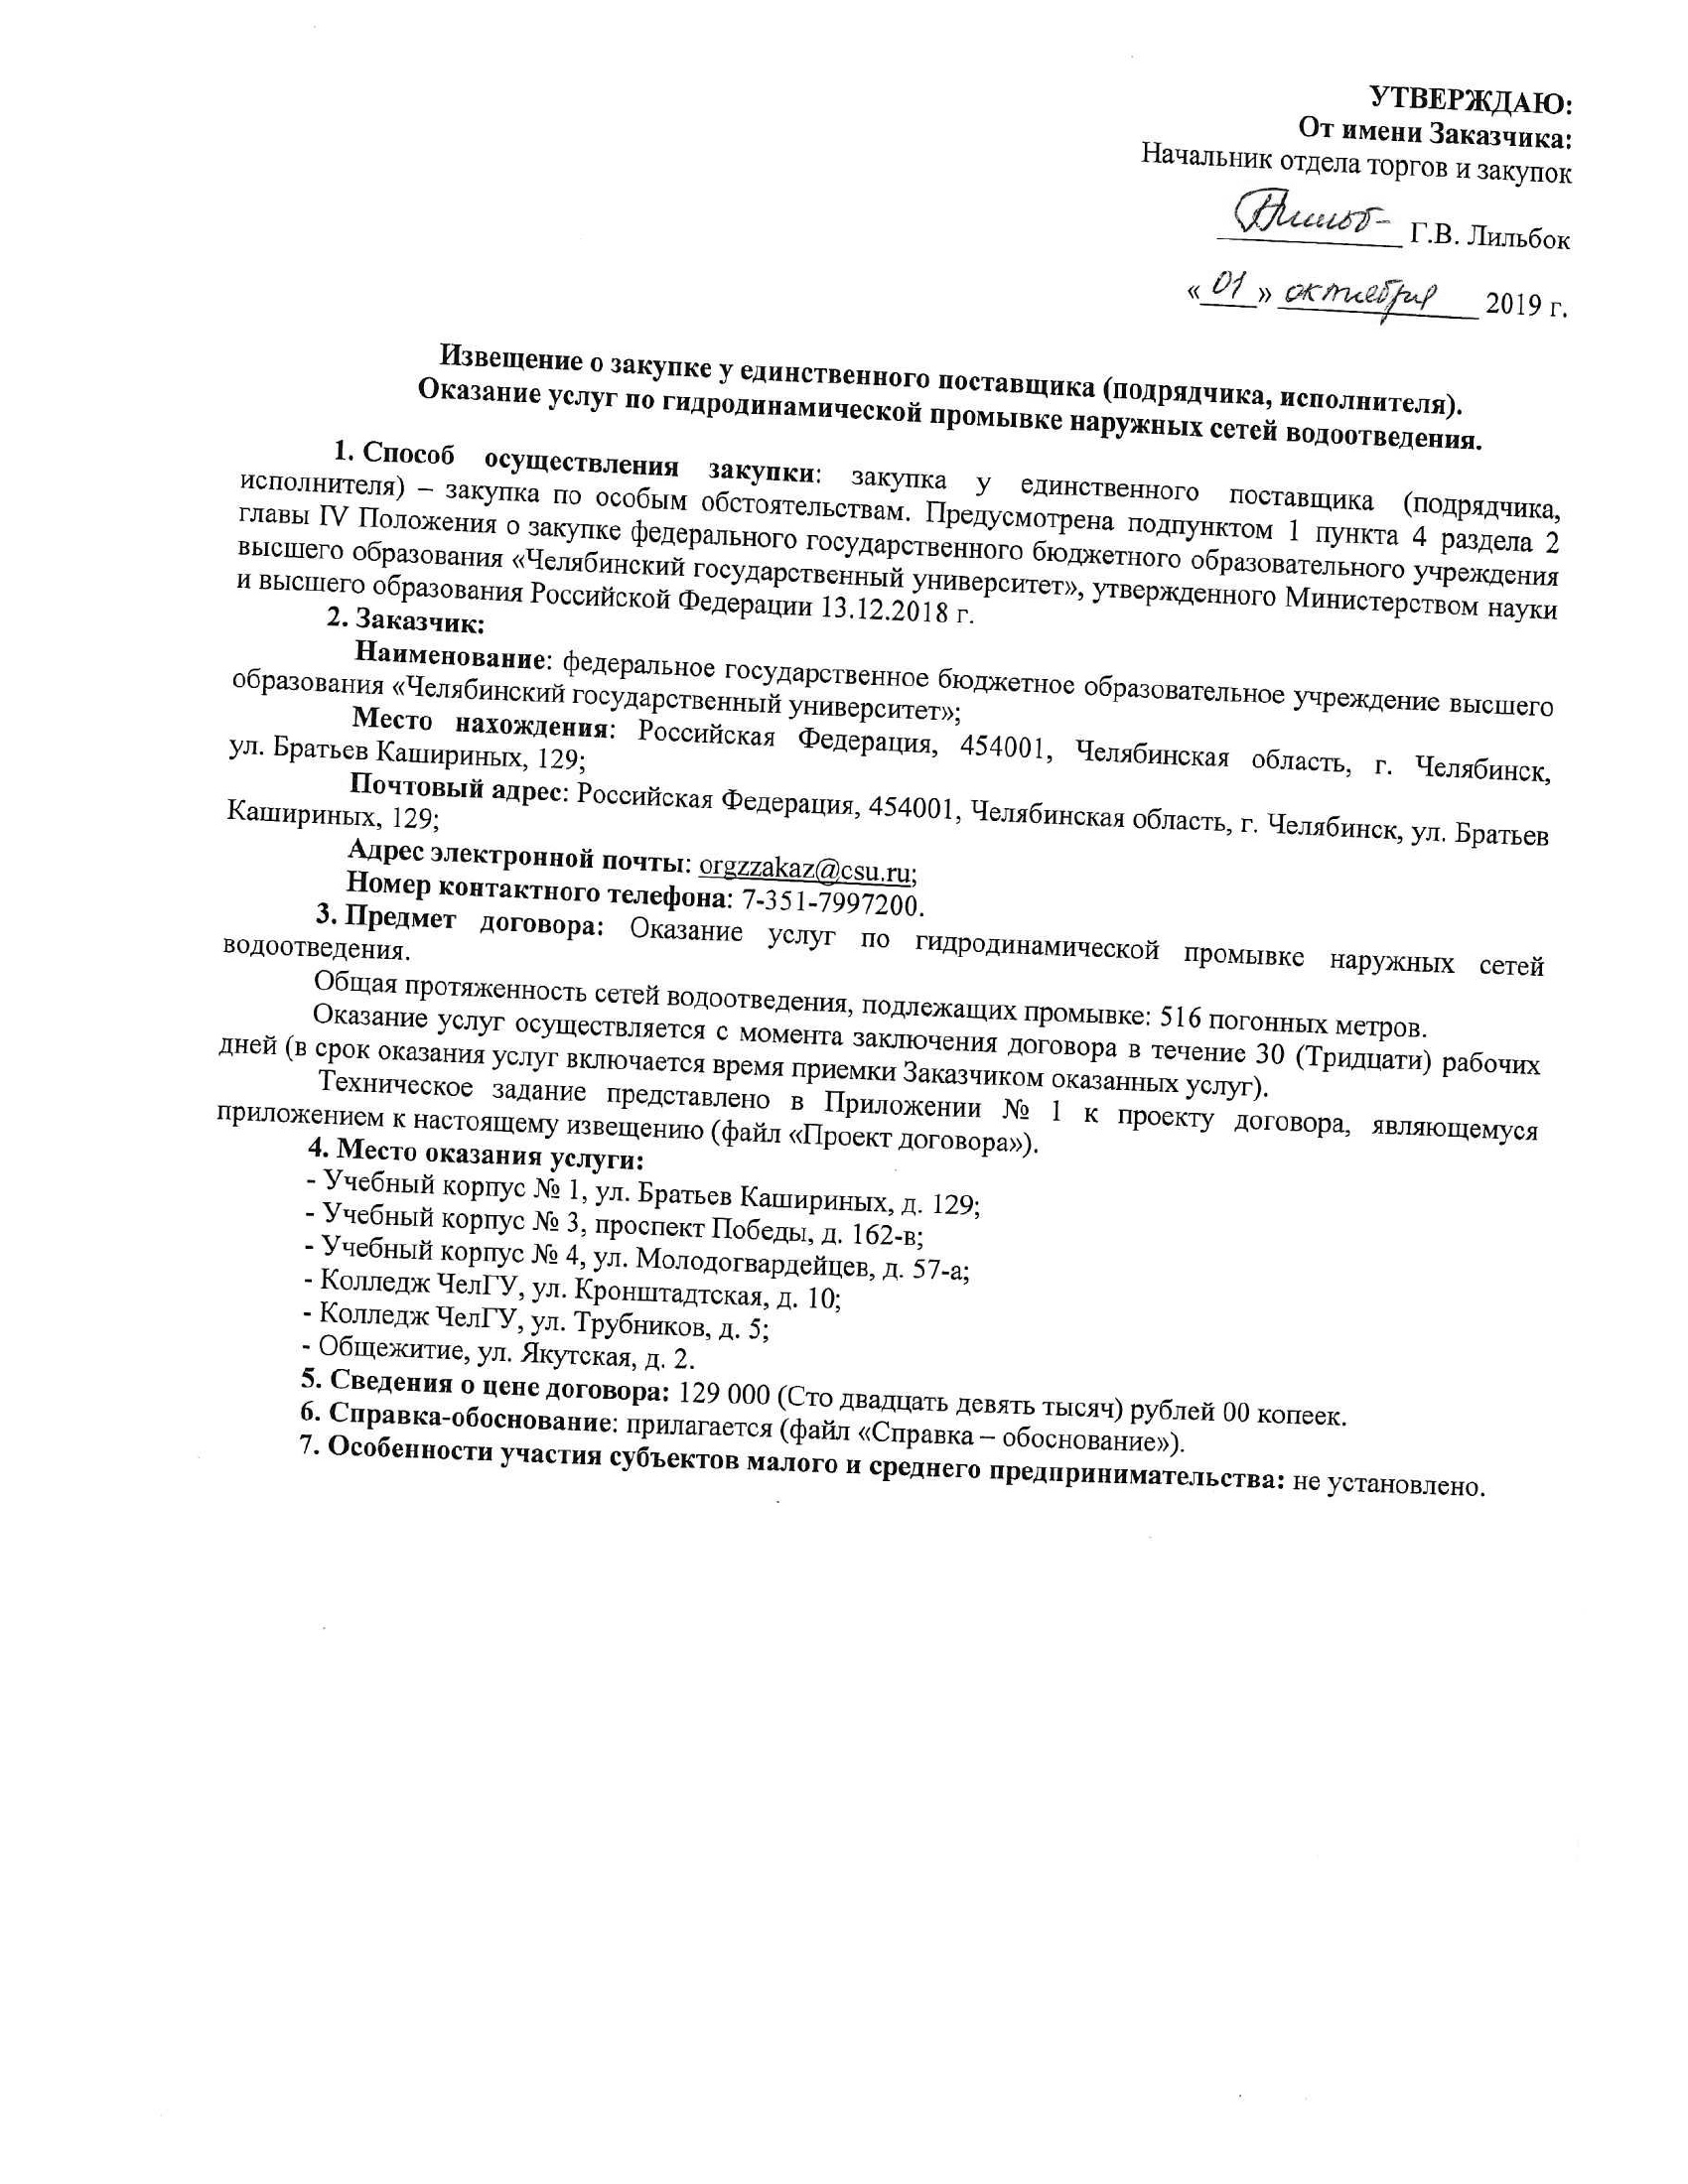 УТВЕРЖДАЮ:
От имени Заказчика:
Начальник отдела торгов и закупок
Г.В. Лильбок
«01» октября 2019 г.
Извещение о закупке у единственного поставщика (подрядчика, исполнителя).
Оказание услуг по гидродинамической промывке наружных сетей водоотведения.
1. Способ осуществления закупки: закупка у единственного поставщика (подрядчика,
исполнителя) – закупка по особым обстоятельствам. Предусмотрена подпунктом 1 пункта 4 раздела 2
главы IV Положения о закупке федерального государственного бюджетного образовательного учреждения
высшего образования «Челябинский государственный университет», утвержденного Министерством науки
и высшего образования Российской Федерации 13.12.2018 г.
2. Заказчик:
Наименование: федеральное государственное бюджетное образовательное учреждение высшего
образования «Челябинский государственный университет»;
Место нахождения: Российская Федерация, 454001, Челябинская область, г. Челябинск,
ул. Братьев Кашириных, 129;
Почтовый адрес: Российская Федерация, 454001, Челябинская область, г. Челябинск, ул. Братьев
Кашириных, 129;
Адрес электронной почты: orgzzakaz@csu.ru;
Номер контактного телефона: 7-351-7997200.
3. Предмет договора: Оказание услуг по гидродинамической промывке наружных сетей
водоотведения.
Общая протяженность сетей водоотведения, подлежащих промывке: 516 погонных метров.
Оказание услуг осуществляется с момента заключения договора в течение 30 (Тридцати) рабочих
дней (в срок оказания услуг включается время приемки Заказчиком оказанных услуг).
Техническое задание представлено в Приложении № 1 к проекту договора, являющемуся
приложением к настоящему извещению (файл «Проект договора»).
4. Место оказания услуги:
- Учебный корпус № 1, ул. Братьев Кашириных, д. 129;
- Учебный корпус № 3, проспект Победы, д. 162-в;
- Учебный корпус № 4, ул. Молодогвардейцев, д. 57-а;
- Колледж ЧелГУ, ул. Кронштадтская, д. 10;
- Колледж ЧелГУ, ул. Трубников, д. 5;
- Общежитие, ул. Якутская, д. 2.
5. Сведения о цене договора: 129 000 (Сто двадцать девять тысяч) рублей 00 копеек.
6. Справка-обоснование: прилагается (файл «Справка – обоснование»).
7. Особенности участия субъектов малого и среднего предпринимательства: не установлено.